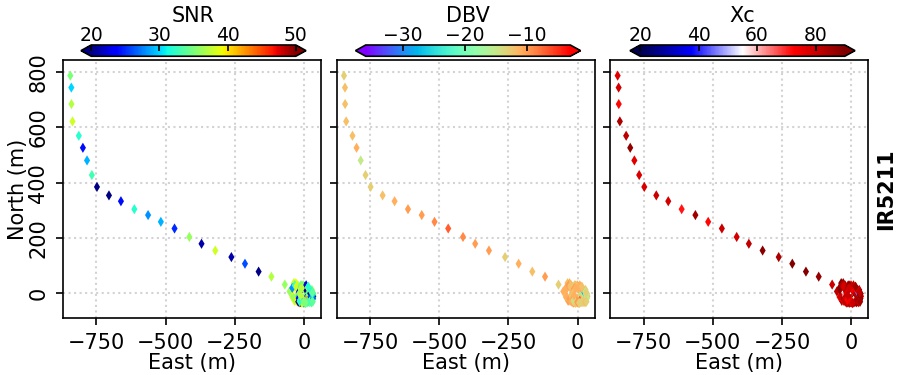 SNR DBV Xc
20 30 40 50 −30 −20 −10 20 40 60 80
800
600
400
200
0
North (m)
IR5211
−750 −500 −250 0 −750 −500 −250 0 −750 −500 −250 0
East (m) East (m) East (m)